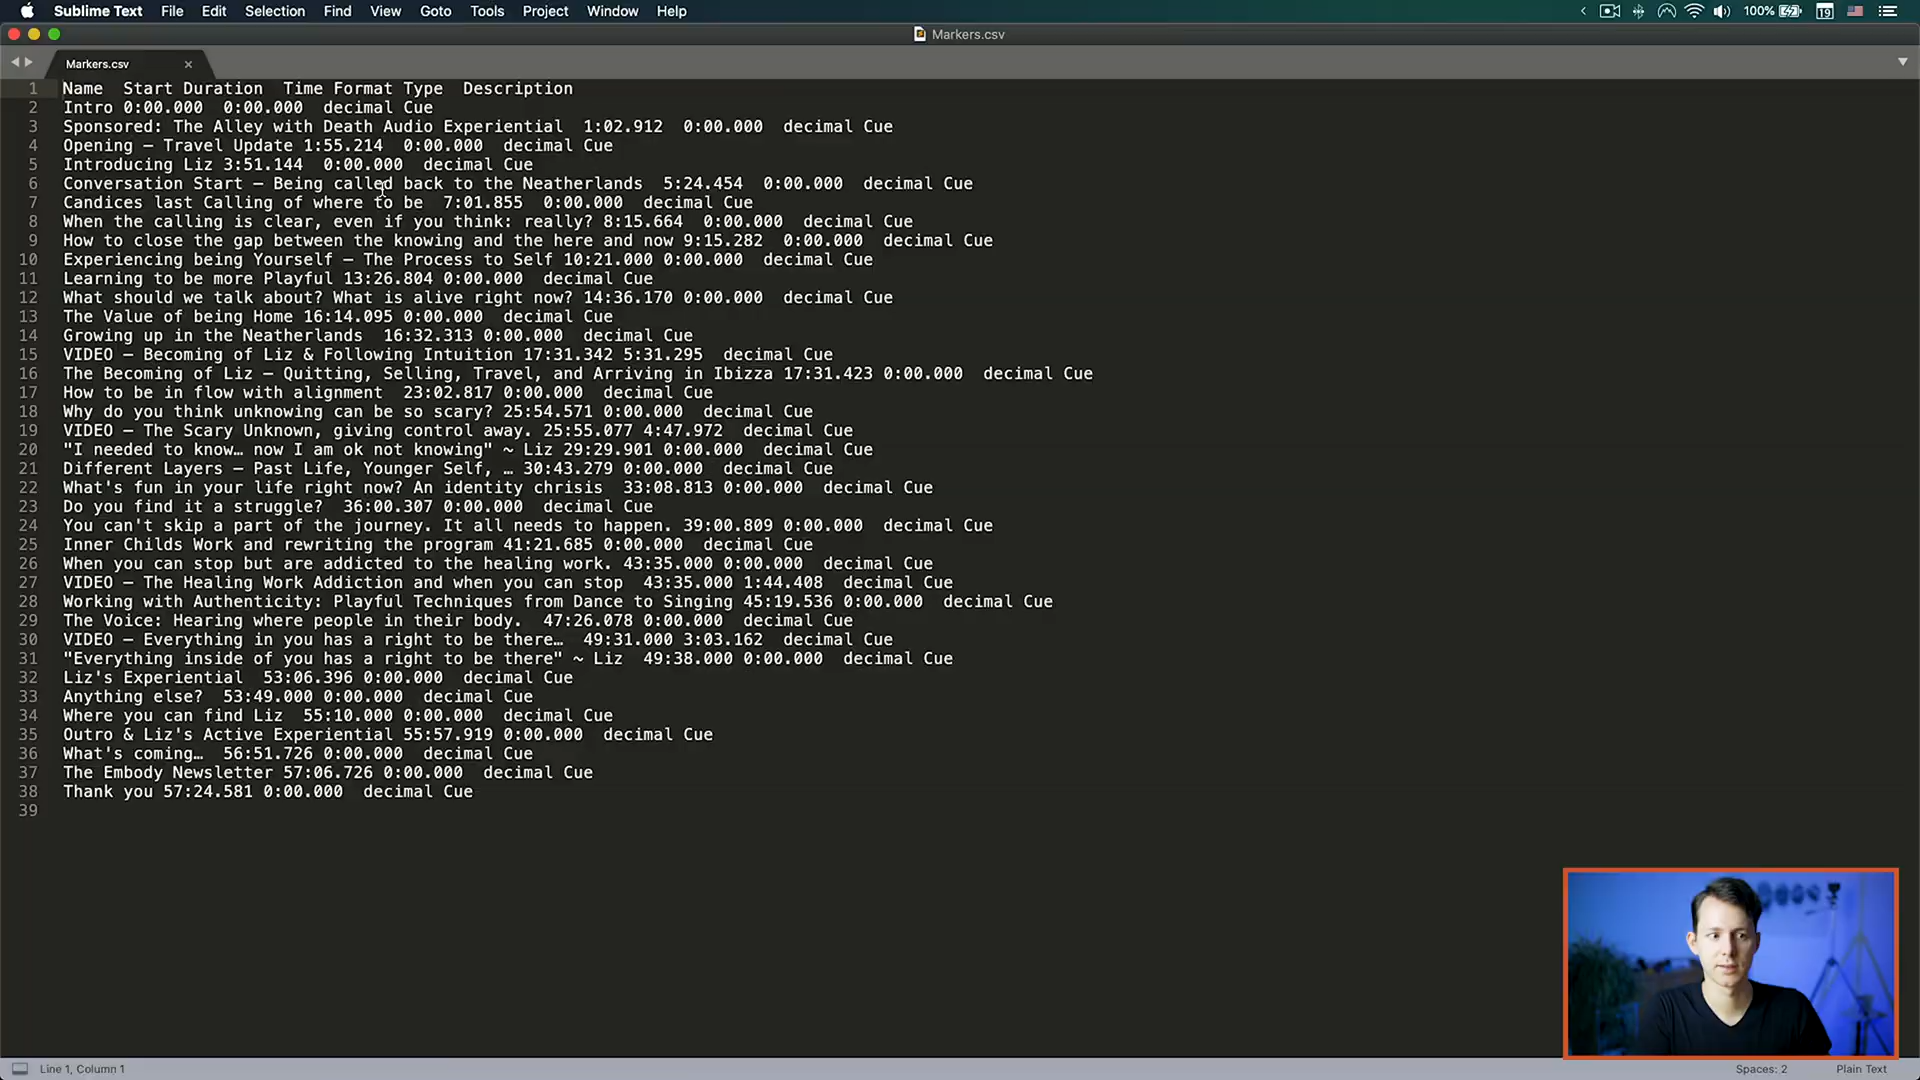 Sublime Text File Edit Selection Find View Goto Tools Project Window Help 100% 19
Markers.csv
Markers.csv
1 Name Start Duration Time Format Type Description
2 Intro 0:00.000 0:00.000 decimal Cue
3 Sponsored: The Alley with Death Audio Experiential 1:02.912 0:00.000 decimal Cue
4 Opening – Travel Update 1:55.214 0:00.000 decimal Cue
5 Introducing Liz 3:51.144 0:00.000 decimal Cue
6 Conversation Start – Being called back to the Neatherlands 5:24.454 0:00.000 decimal Cue
7 Candices last Calling of where to be 7:01.855 0:00.000 decimal Cue
8 When the calling is clear, even if you think: really? 8:15.664 0:00.000 decimal Cue
9 How to close the gap between the knowing and the here and now 9:15.282 0:00.000 decimal Cue
10 Experiencing being Yourself – The Process to Self 10:21.000 0:00.000 decimal Cue
11 Learning to be more Playful 13:26.804 0:00.000 decimal Cue
12 What should we talk about? What is alive right now? 14:36.170 0:00.000 decimal Cue
13 The Value of being Home 16:14.095 0:00.000 decimal Cue
14 Growing up in the Neatherlands 16:32.313 0:00.000 decimal Cue
15 VIDEO – Becoming of Liz & Following Intuition 17:31.342 5:31.295 decimal Cue
16 The Becoming of Liz – Quitting, Selling, Travel, and Arriving in Ibizza 17:31.423 0:00.000 decimal Cue
17 How to be in flow with alignment 23:02.817 0:00.000 decimal Cue
18 Why do you think unknowing can be so scary? 25:54.571 0:00.000 decimal Cue
19 VIDEO – The Scary Unknown, giving control away. 25:55.077 4:47.972 decimal Cue
20 "I needed to know… now I am ok not knowing" ~ Liz 29:29.901 0:00.000 decimal Cue
21 Different Layers – Past Life, Younger Self, … 30:43.279 0:00.000 decimal Cue
22 What's fun in your life right now? An identity chrisis 33:08.813 0:00.000 decimal Cue
23 Do you find it a struggle? 36:00.307 0:00.000 decimal Cue
24 You can't skip a part of the journey. It all needs to happen. 39:00.809 0:00.000 decimal Cue
25 Inner Childs Work and rewriting the program 41:21.685 0:00.000 decimal Cue
26 When you can stop but are addicted to the healing work. 43:35.000 0:00.000 decimal Cue
27 VIDEO – The Healing Work Addiction and when you can stop 43:35.000 1:44.408 decimal Cue
28 Working with Authenticity: Playful Techniques from Dance to Singing 45:19.536 0:00.000 decimal Cue
29 The Voice: Hearing where people in their body. 47:26.078 0:00.000 decimal Cue
30 VIDEO – Everything in you has a right to be there… 49:31.000 3:03.162 decimal Cue
31 "Everything inside of you has a right to be there" ~ Liz 49:38.000 0:00.000 decimal Cue
32 Liz's Experiential 53:06.396 0:00.000 decimal Cue
33 Anything else? 53:49.000 0:00.000 decimal Cue
34 Where you can find Liz 55:10.000 0:00.000 decimal Cue
35 Outro & Liz's Active Experiential 55:57.919 0:00.000 decimal Cue
36 What's coming… 56:51.726 0:00.000 decimal Cue
37 The Embody Newsletter 57:06.726 0:00.000 decimal Cue
38 Thank you 57:24.581 0:00.000 decimal Cue
39
Line 1, Column 1 Spaces: 2 Plain Text